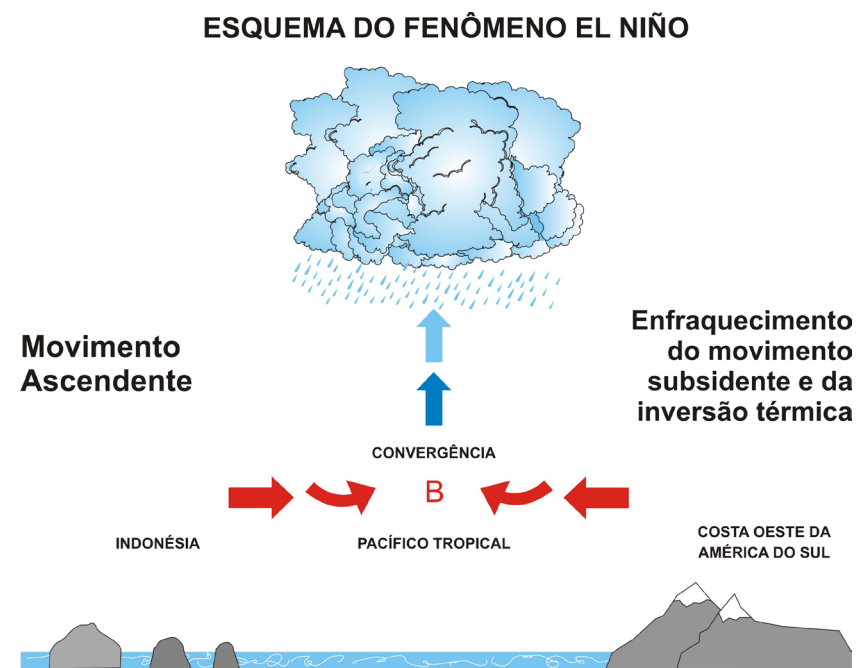 ESQUEMA DO FENÔMENO EL NIÑO
Movimento
Ascendente
Enfraquecimento
do movimento
subsidente e da
inversão térmica
CONVERGÊNCIA
B
INDONÉSIA
PACÍFICO TROPICAL
COSTA OESTE DA
AMÉRICA DO SUL